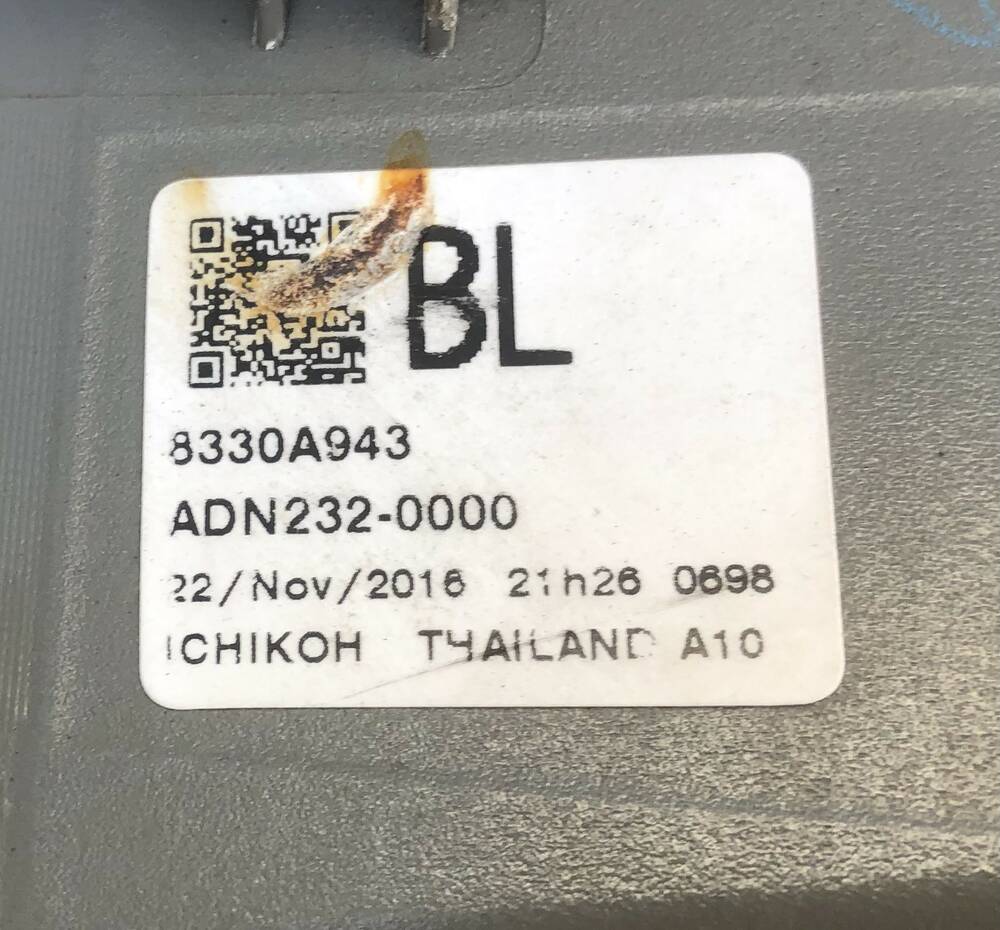 BL
8330A943
ADN232-0000
22/Nov/2016 21h26 0698
ICHIKOH THAILAND A10